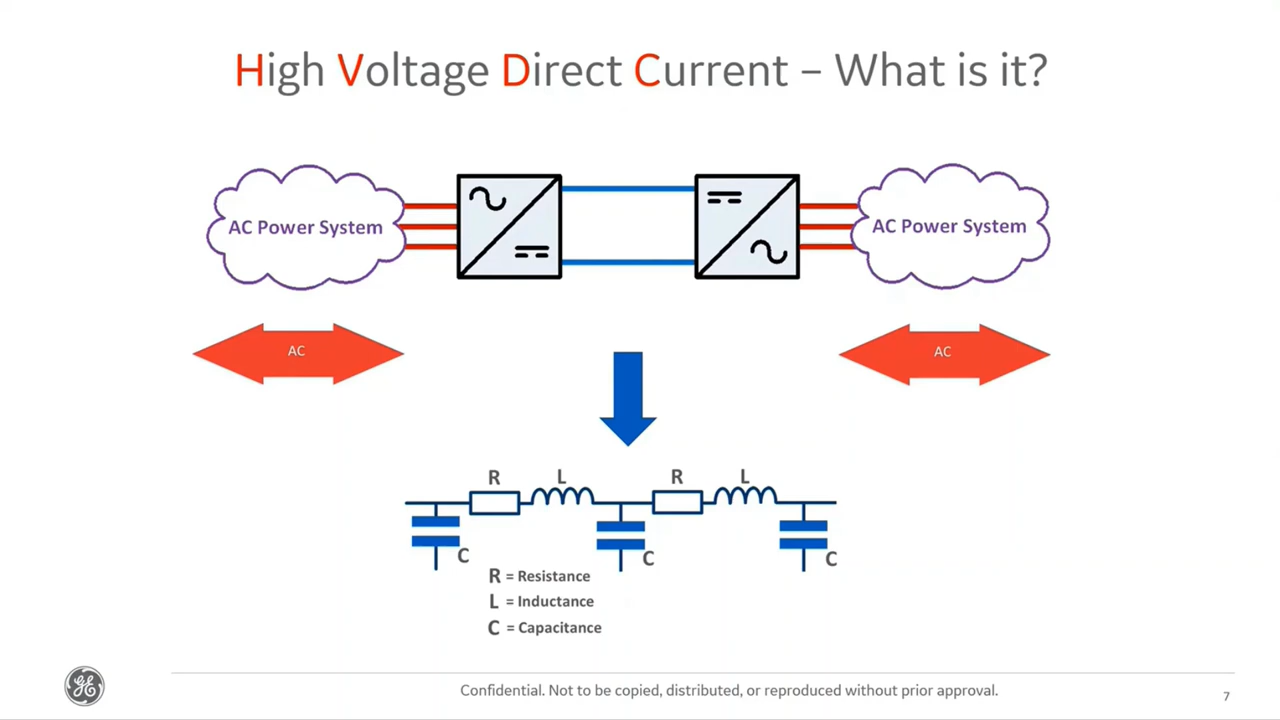 High Voltage Direct Current – What is it?
AC Power System
AC Power System
AC
AC
R
L
R
L
C
C
C
R = Resistance
L = Inductance
C = Capacitance
GE
Confidential. Not to be copied, distributed, or reproduced without prior approval.
7